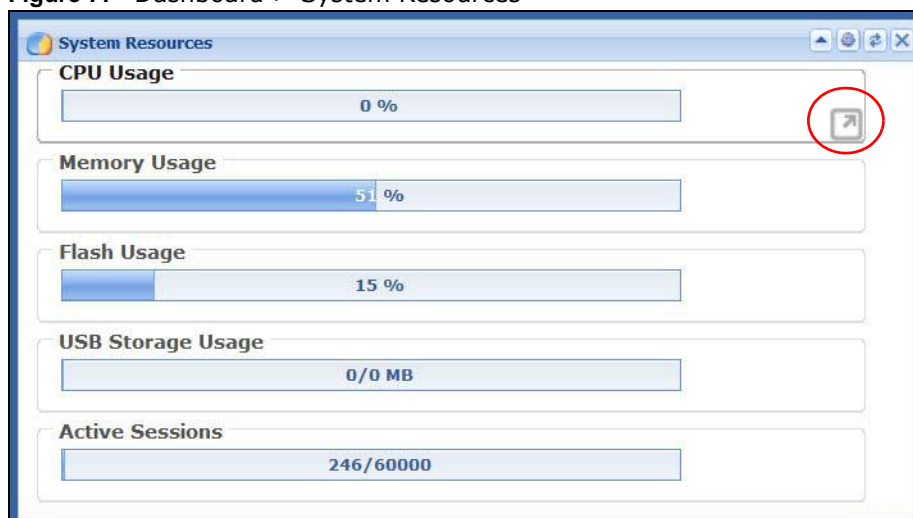 System Resources
CPU Usage
0 %
Memory Usage
51 %
Flash Usage
15 %
USB Storage Usage
0/0 MB
Active Sessions
246/60000